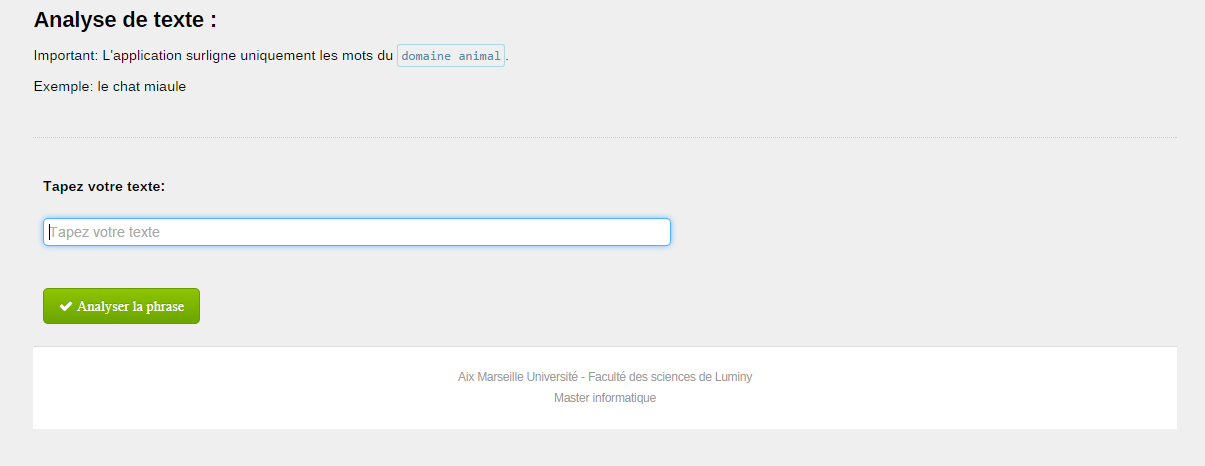 Analyse de texte :
Important: L'application surligne uniquement les mots du domaine animal.
Exemple: le chat miaule
Tapez votre texte:
Tapez votre texte
Analyser la phrase
Aix Marseille Université - Faculté des sciences de Luminy
Master informatique